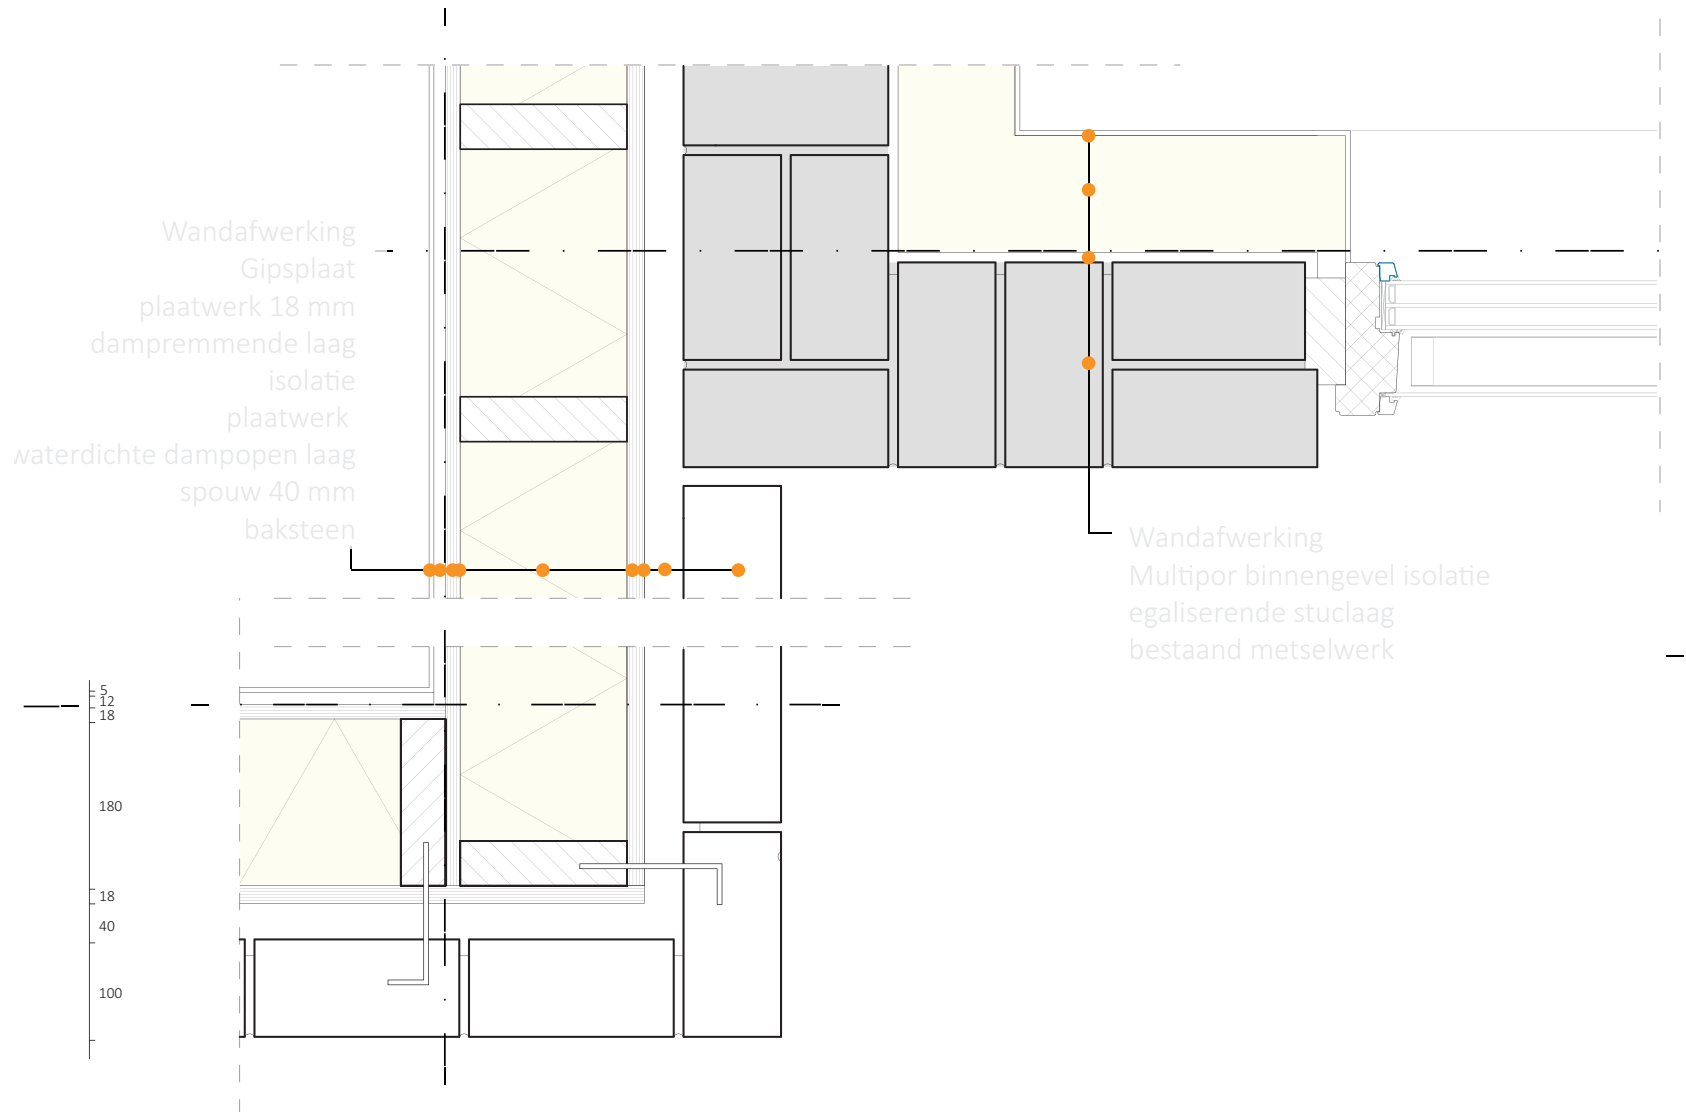 Wandafwerking
Gipsplaat
plaatwerk 18 mm
dampremmende laag
isolatie
plaatwerk
waterdichte dampopen laag
spouw 40 mm
baksteen
Wandafwerking
Multipor binnengevel isolatie
egaliserende stuclaag
bestaand metselwerk
5
12
18
180
18
40
100